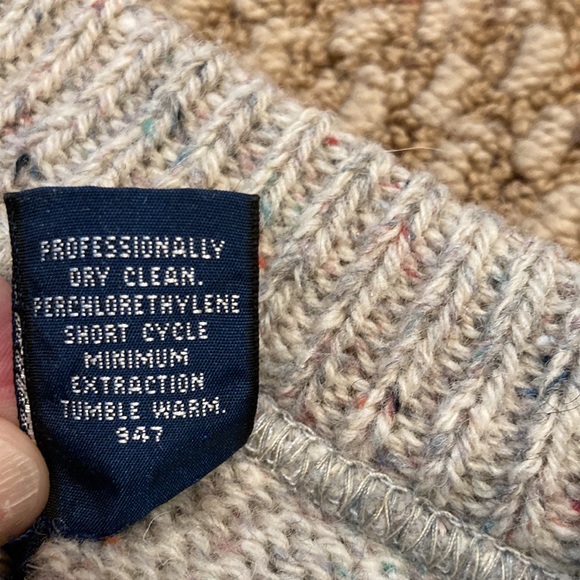 PROFESSIONALLY
DRY CLEAN.
PERCHLORETHYLENE
SHORT CYCLE
MINIMUM
EXTRACTION
TUMBLE WARM.
947